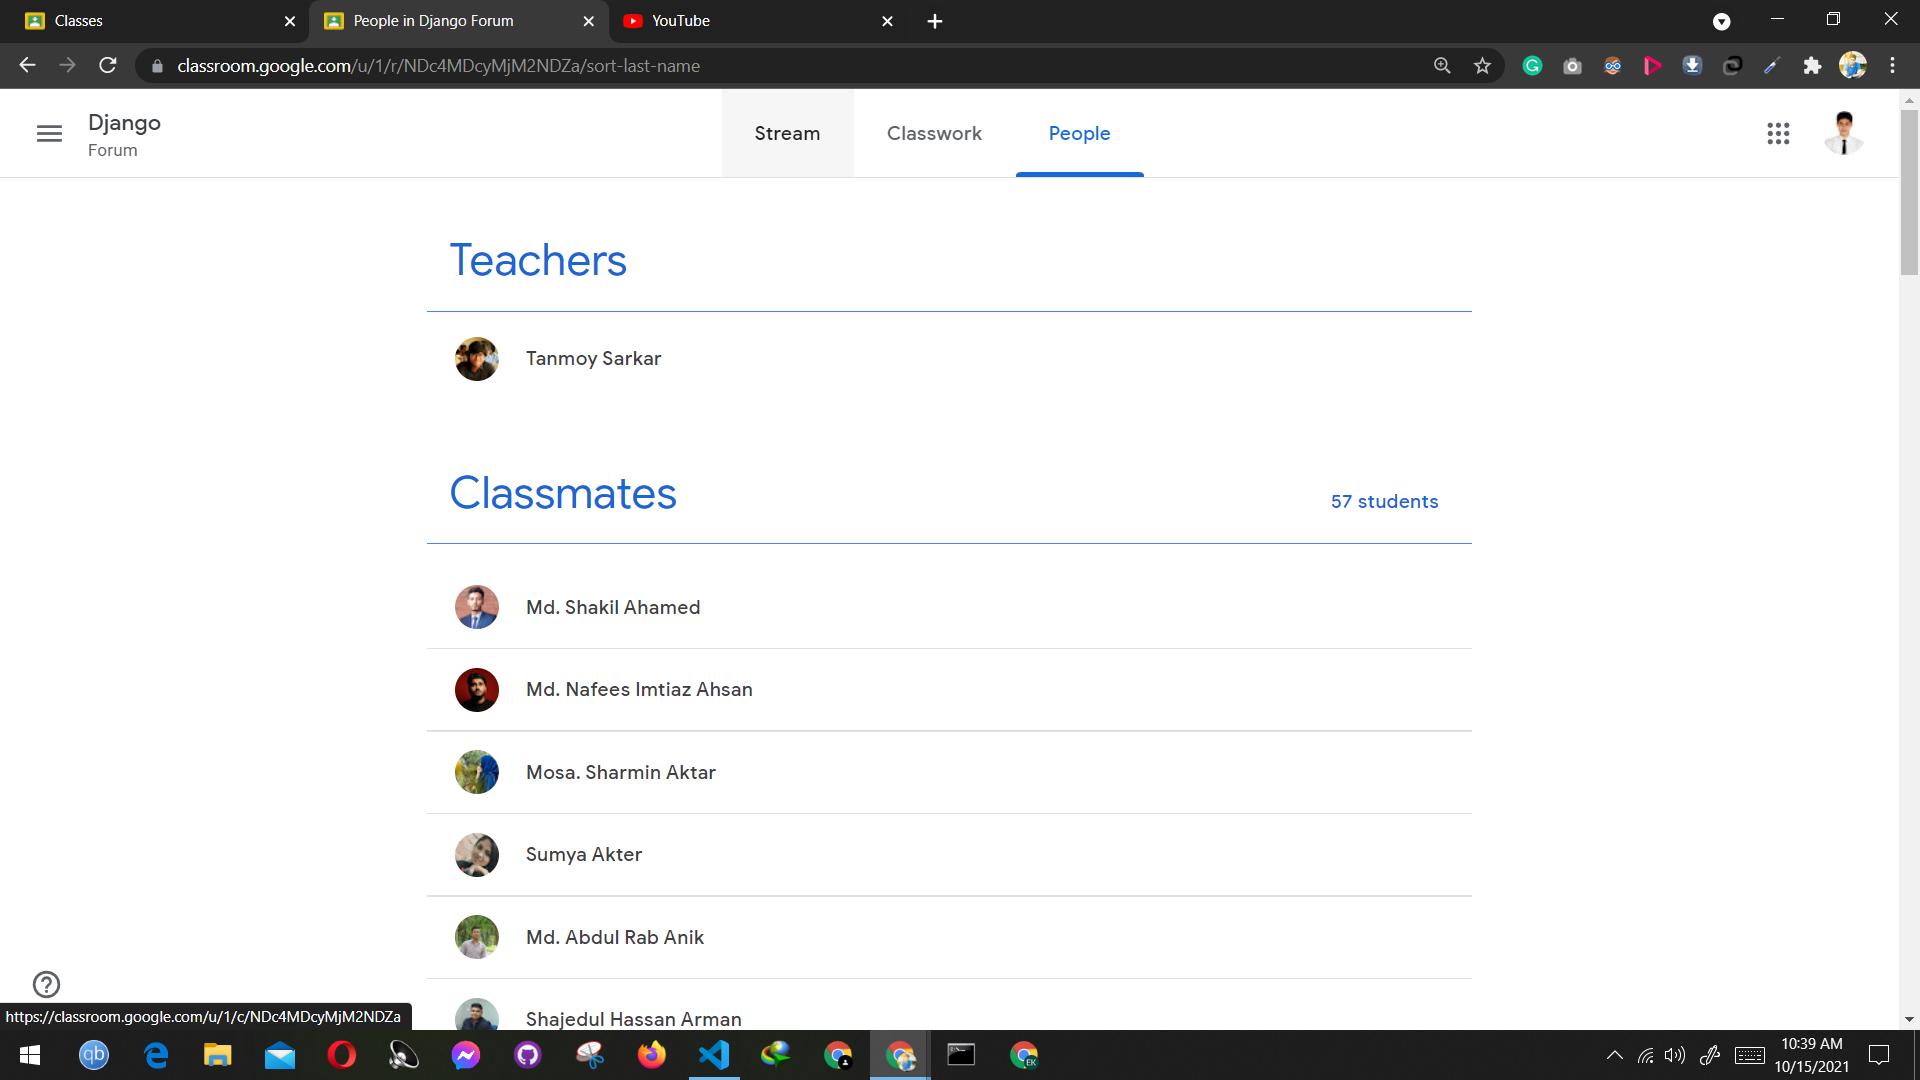 Classes
People in Django Forum
YouTube
classroom.google.com/u/1/r/NDc4MDcyMjM2NDZa/sort-last-name
Django
Forum
Stream
Classwork
People
Teachers
Tanmoy Sarkar
Classmates
57 students
Md. Shakil Ahamed
Md. Nafees Imtiaz Ahsan
Mosa. Sharmin Aktar
Sumya Akter
Md. Abdul Rab Anik
Shajedul Hassan Arman
https://classroom.google.com/u/1/c/NDc4MDcyMjM2NDZa
qb
EK
10:39 AM
10/15/2021